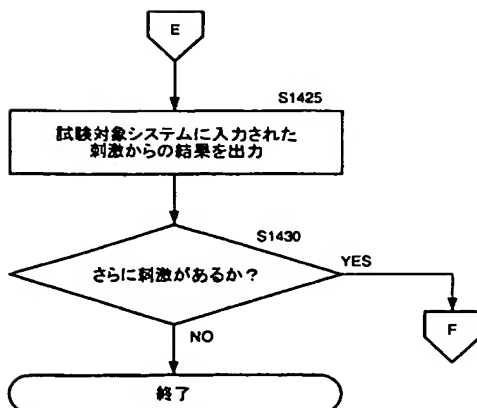 E
S1425
試験対象システムに入力された
刺激からの結果を出力
S1430
さらに刺激があるか？
YES
F
NO
終了